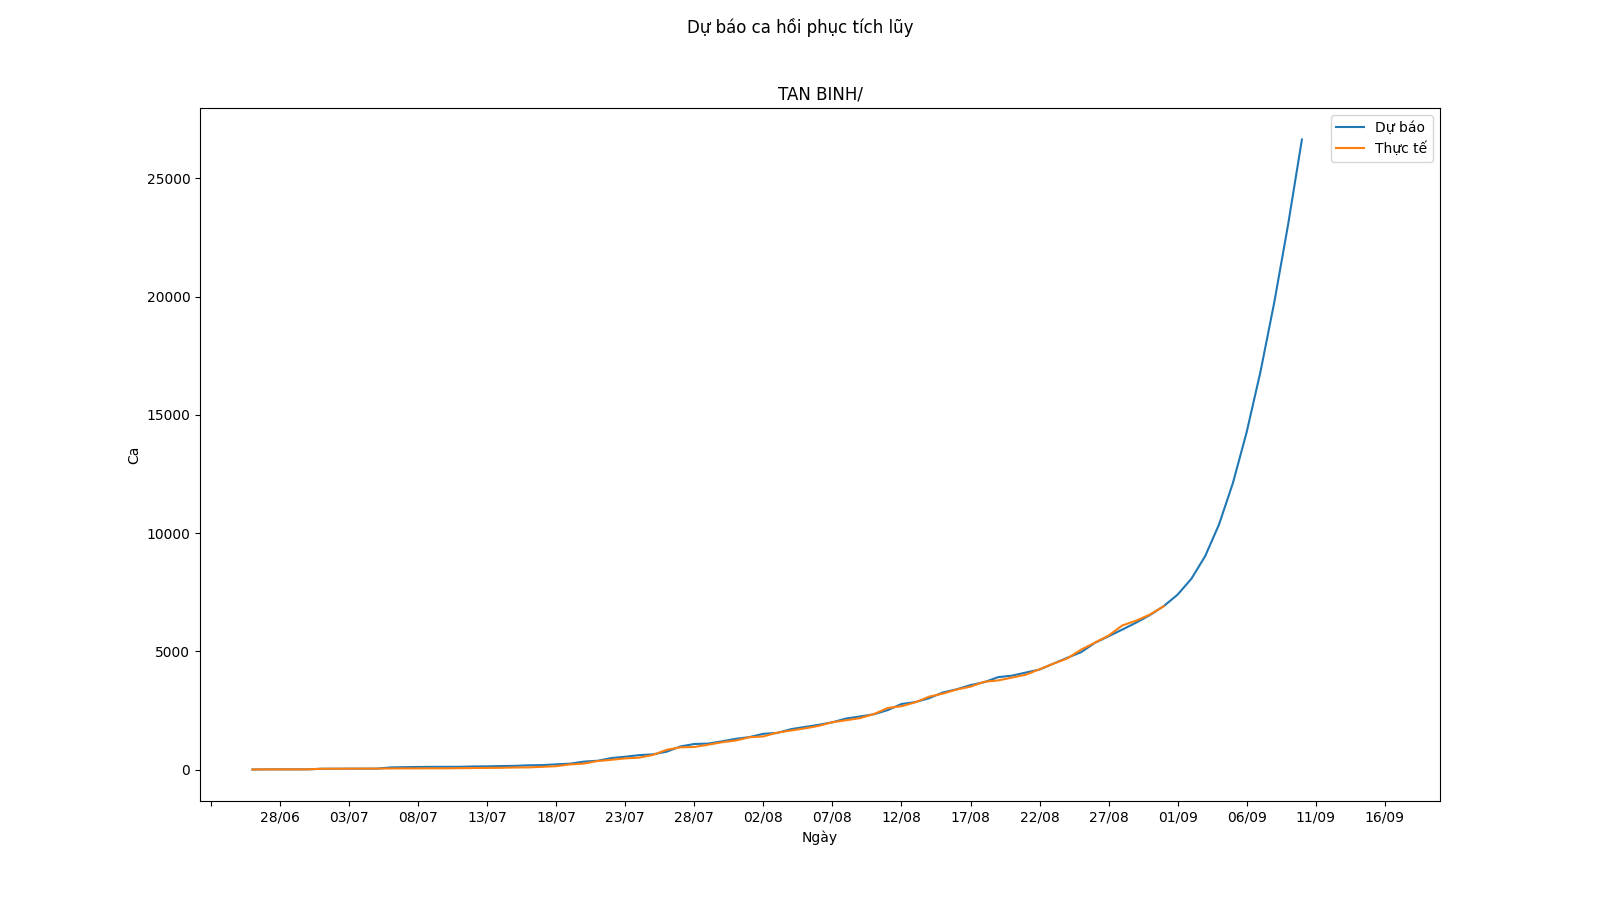 Dự báo ca hồi phục tích lũy
TAN BINH/
Dự báo
Thực tế
25000
20000
15000
10000
5000
0
Ca
28/06 03/07 08/07 13/07 18/07 23/07 28/07 02/08 07/08 12/08 17/08 22/08 27/08 01/09 06/09 11/09 16/09
Ngày